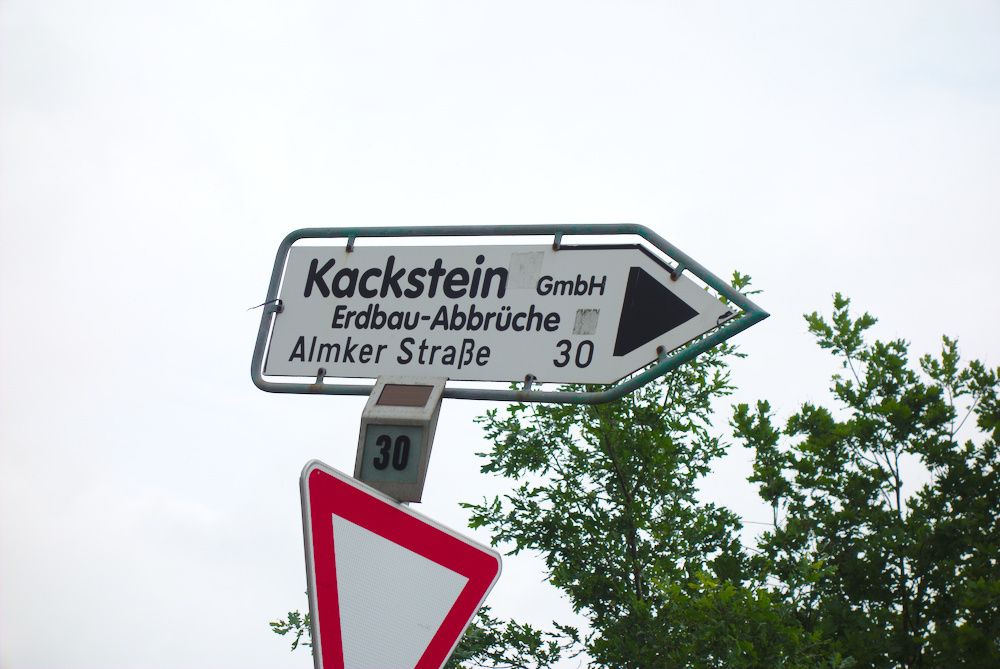 Kackstein GmbH
Erdbau-Abbrüche
Almker Straße 30
30